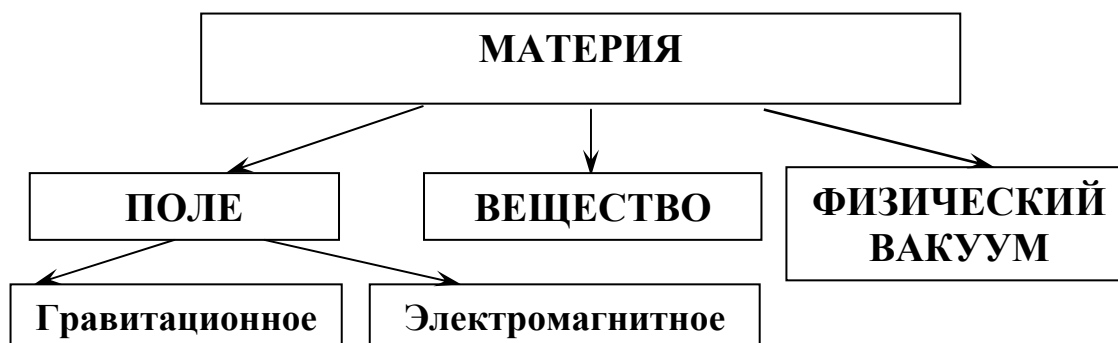 МАТЕРИЯ
ПОЛЕ
ВЕЩЕСТВО
ФИЗИЧЕСКИЙ
ВАКУУМ
Гравитационное
Электромагнитное